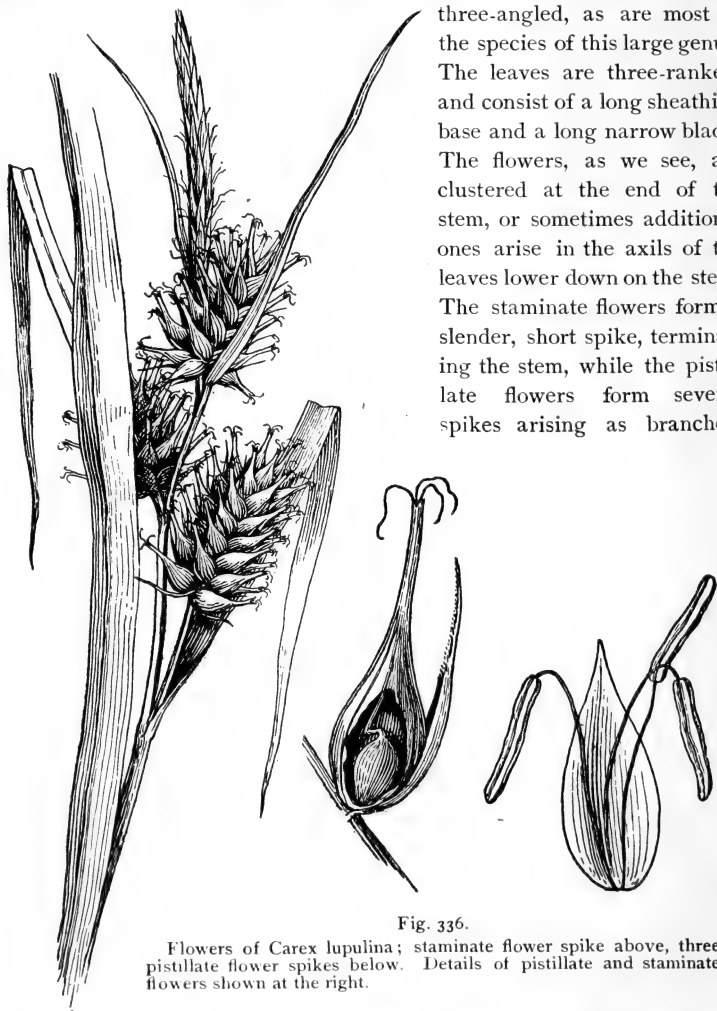 three-angled, as are most
the species of this large genu
The leaves are three-ranke
and consist of a long sheathi
base and a long narrow blad
The flowers, as we see, a
clustered at the end of t
stem, or sometimes addition
ones arise in the axils of t
leaves lower down on the ste
The staminate flowers form
slender, short spike, termina
ing the stem, while the pist
late flowers form seve
spikes arising as branch
Fig. 336.
Flowers of Carex lupulina; staminate flower spike above, three
pistillate flower spikes below. Details of pistillate and staminate
flowers shown at the right.